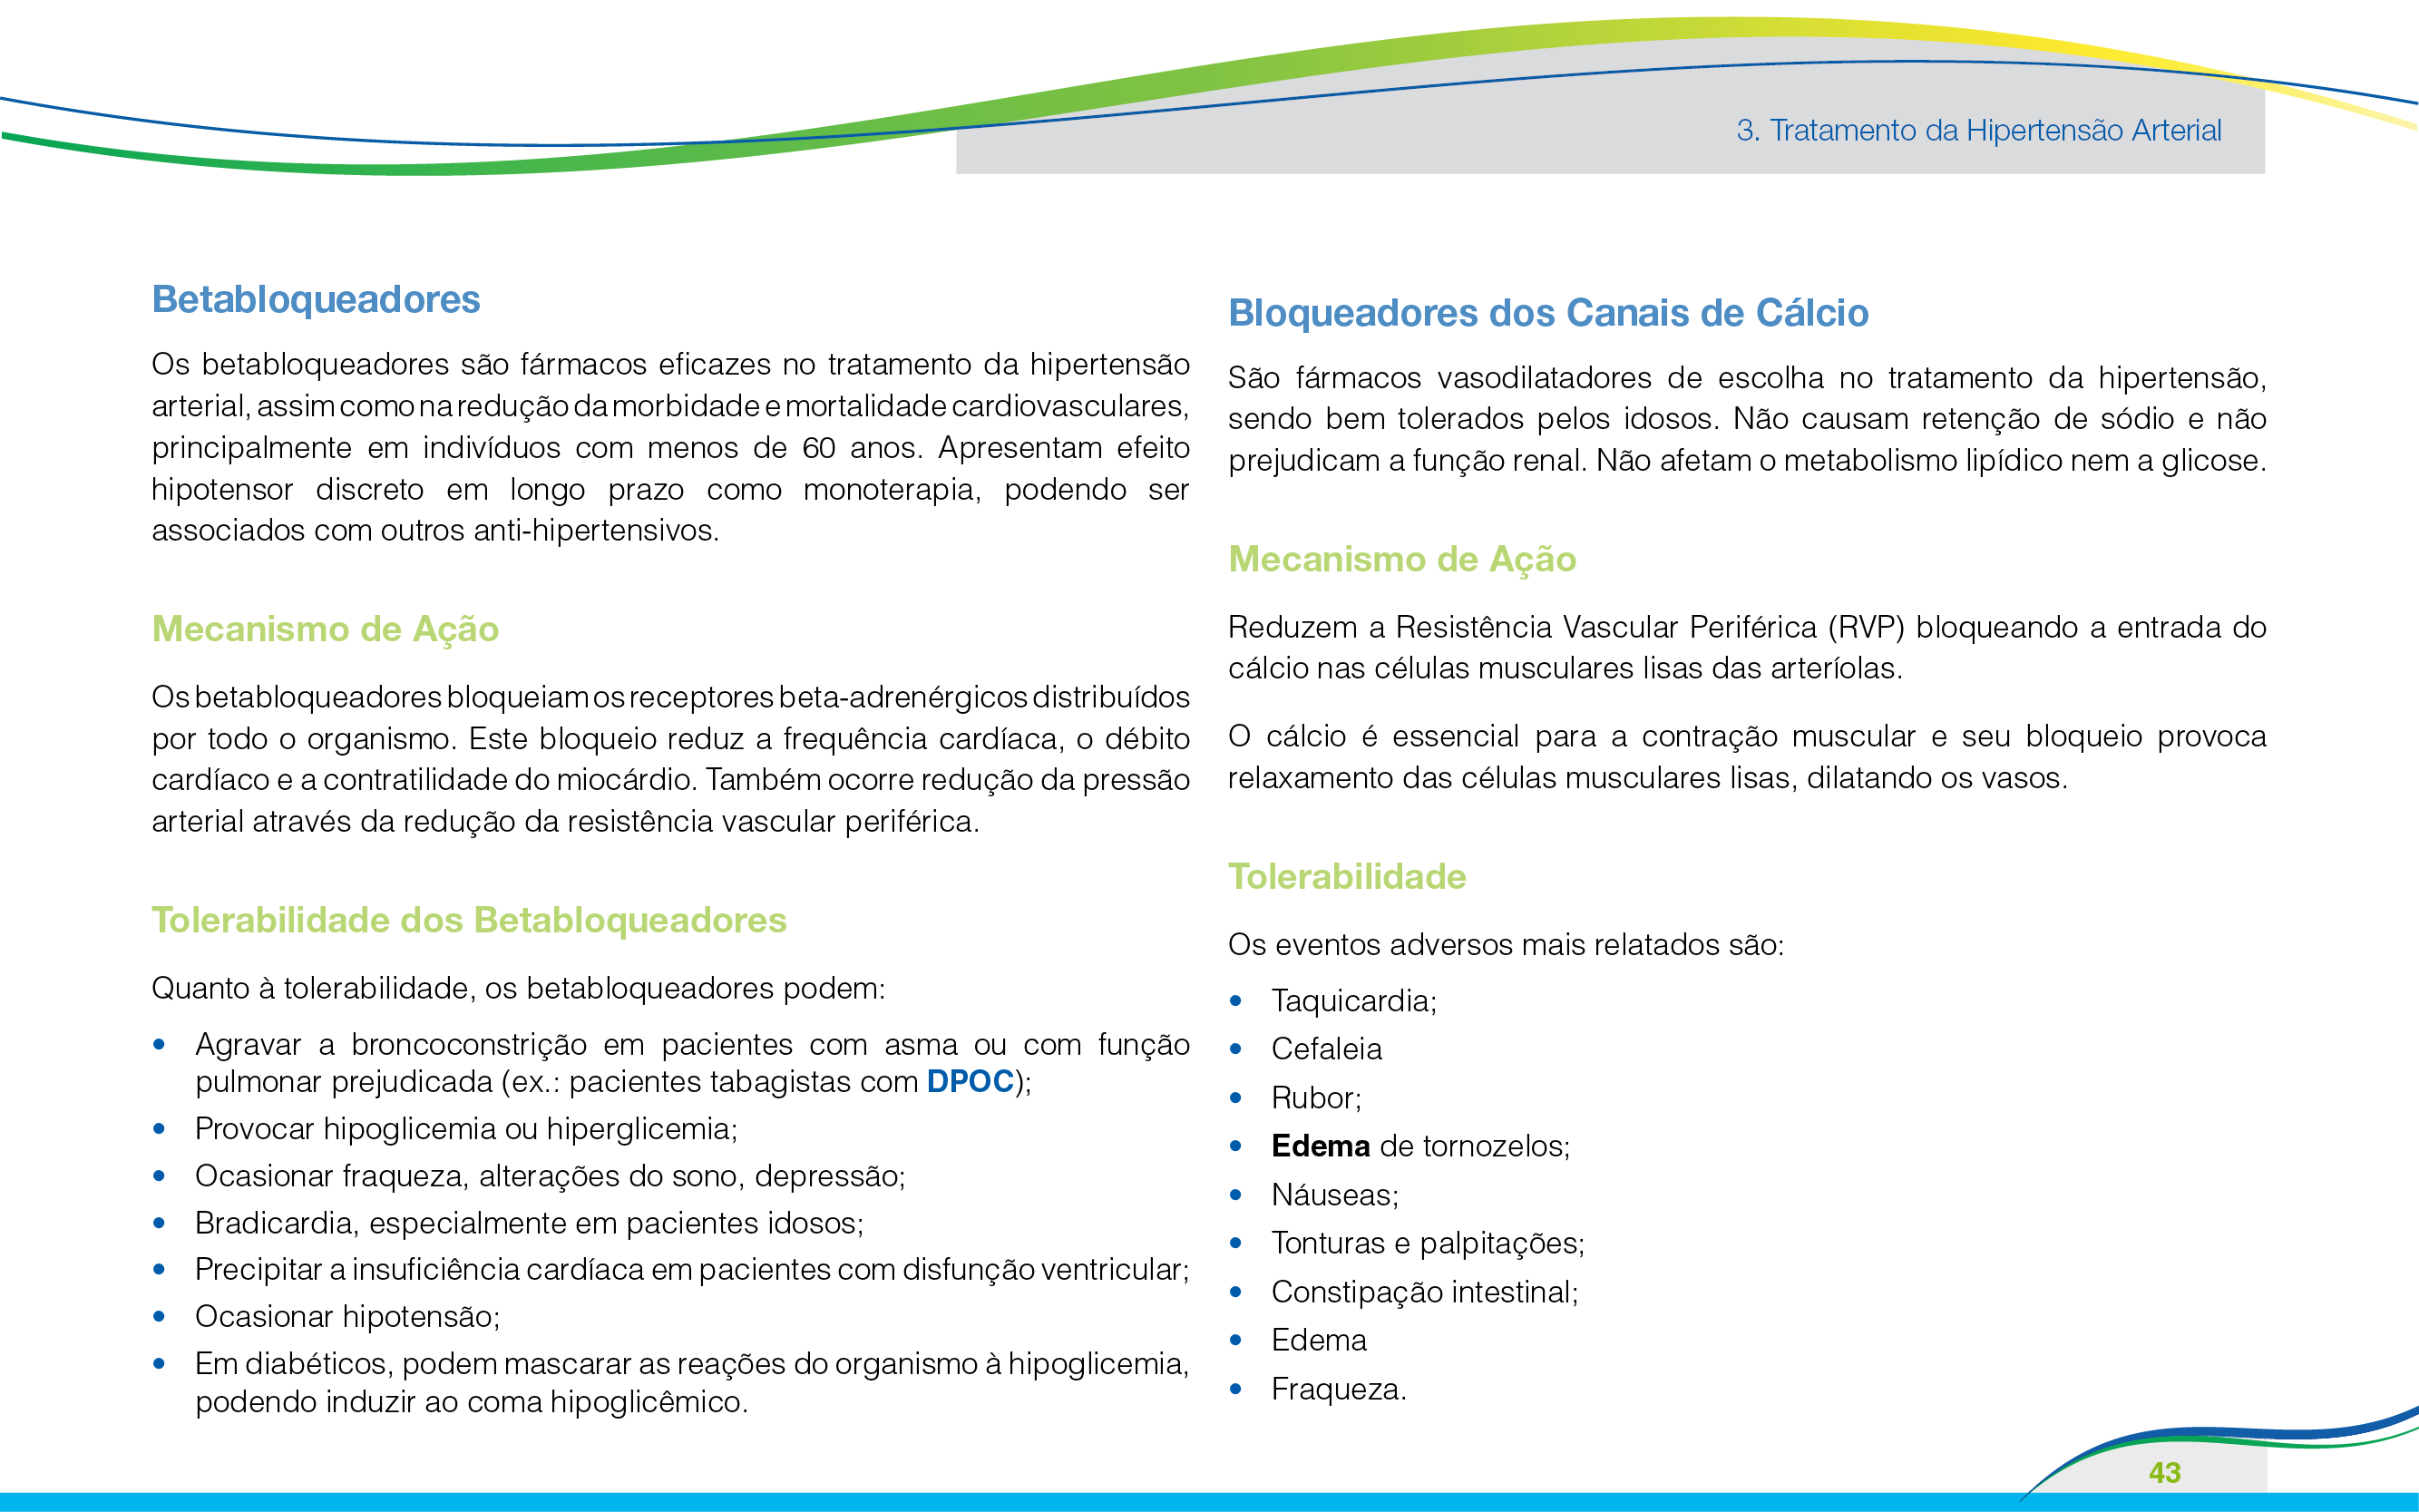 3. Tratamento da Hipertensão Arterial
Betabloqueadores
Os betabloqueadores são fármacos eficazes no tratamento da hipertensão
arterial, assim como na redução da morbidade e mortalidade cardiovasculares,
principalmente em indivíduos com menos de 60 anos. Apresentam efeito
hipotensor discreto em longo prazo como monoterapia, podendo ser
associados com outros anti-hipertensivos.
Mecanismo de Ação
Os betabloqueadores bloqueiam os receptores beta-adrenérgicos distribuídos
por todo o organismo. Este bloqueio reduz a frequência cardíaca, o débito
cardíaco e a contratilidade do miocárdio. Também ocorre redução da pressão
arterial através da redução da resistência vascular periférica.
Tolerabilidade dos Betabloqueadores
Quanto à tolerabilidade, os betabloqueadores podem:
• Agravar a broncoconstrição em pacientes com asma ou com função
pulmonar prejudicada (ex.: pacientes tabagistas com DPOC);
• Provocar hipoglicemia ou hiperglicemia;
• Ocasionar fraqueza, alterações do sono, depressão;
• Bradicardia, especialmente em pacientes idosos;
• Precipitar a insuficiência cardíaca em pacientes com disfunção ventricular;
• Ocasionar hipotensão;
• Em diabéticos, podem mascarar as reações do organismo à hipoglicemia,
podendo induzir ao coma hipoglicêmico.
Bloqueadores dos Canais de Cálcio
São fármacos vasodilatadores de escolha no tratamento da hipertensão,
sendo bem tolerados pelos idosos. Não causam retenção de sódio e não
prejudicam a função renal. Não afetam o metabolismo lipídico nem a glicose.
Mecanismo de Ação
Reduzem a Resistência Vascular Periférica (RVP) bloqueando a entrada do
cálcio nas células musculares lisas das arteríolas.
O cálcio é essencial para a contração muscular e seu bloqueio provoca
relaxamento das células musculares lisas, dilatando os vasos.
Tolerabilidade
Os eventos adversos mais relatados são:
• Taquicardia;
• Cefaleia
• Rubor;
• Edema de tornozelos;
• Náuseas;
• Tonturas e palpitações;
• Constipação intestinal;
• Edema
• Fraqueza.
43